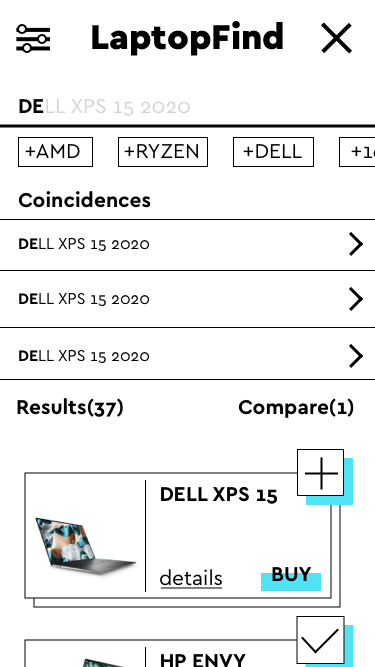 LaptopFind
DELL XPS 15 2020
+AMD +RYZEN +DELL +1
Coincidences
DELL XPS 15 2020
DELL XPS 15 2020
DELL XPS 15 2020
Results(37) Compare(1)
DELL XPS 15
details BUY
HP ENVY